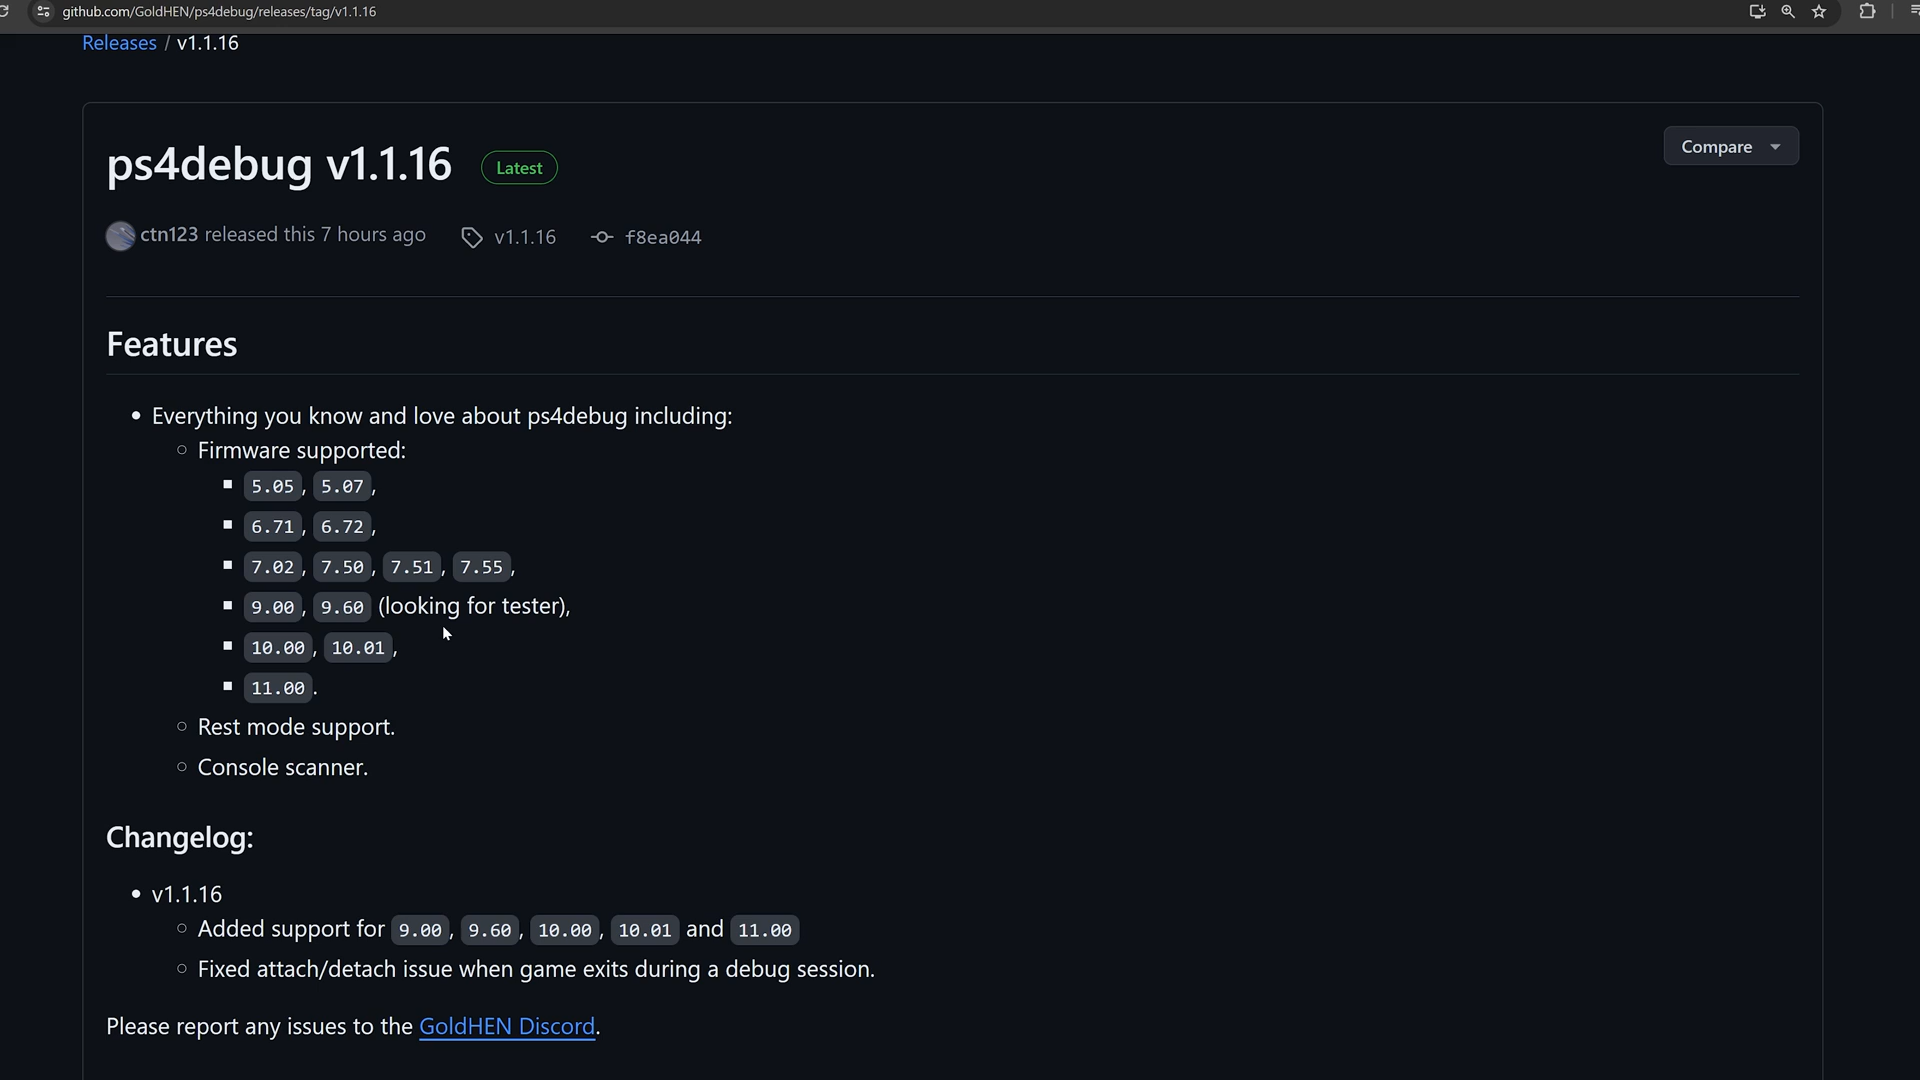 github.com/GoldHEN/ps4debug/releases/tag/v1.1.16
Releases / v1.1.16
ps4debug v1.1.16 Latest
Compare
ctn123 released this 7 hours ago v1.1.16 f8ea044
Features
Everything you know and love about ps4debug including:
Firmware supported:
5.05, 5.07,
6.71, 6.72,
7.02, 7.50, 7.51, 7.55,
9.00, 9.60 (looking for tester),
10.00, 10.01,
11.00.
Rest mode support.
Console scanner.
Changelog:
v1.1.16
Added support for 9.00, 9.60, 10.00, 10.01 and 11.00
Fixed attach/detach issue when game exits during a debug session.
Please report any issues to the GoldHEN Discord.